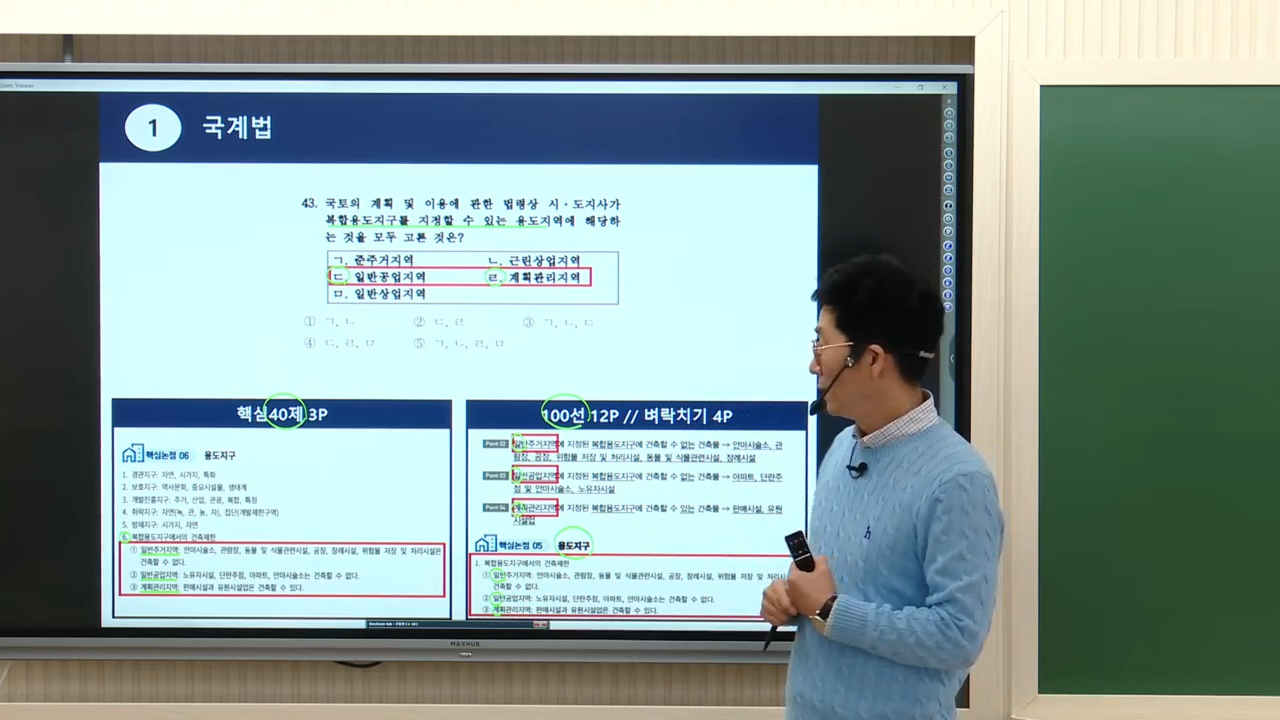 1 국계법
43. 국토의 계획 및 이용에 관한 법령상 시·도지사가
복합용도지구를 지정할 수 있는 용도지역에 해당하
는 것을 모두 고른 것은?
ㄱ. 준주거지역 ㄴ. 근린상업지역
ㄷ. 일반공업지역 ㄹ. 계획관리지역
ㅁ. 일반상업지역
① ㄱ, ㄴ ② ㄷ, ㄹ ③ ㄱ, ㄴ, ㄷ
④ ㄷ, ㄹ, ㅁ ⑤ ㄱ, ㄴ, ㄹ, ㅁ
핵심40제 3P
핵심논점 06 용도지구
1. 경관지구: 자연, 시가지, 특화
2. 보호지구: 역사문화, 중요시설물, 생태계
3. 개발진흥지구: 주거, 산업, 관광, 복합, 특정
4. 취락지구: 자연(녹, 관, 농, 자), 집단(개발제한구역)
5. 방재지구: 시가지, 자연
6. 복합용도지구에서의 건축제한
① 일반주거지역: 안마시술소, 관람장, 동물 및 식물관련시설, 공장, 장례시설, 위험물 저장 및 처리시설은
건축할 수 없다.
② 일반공업지역: 노유자시설, 단란주점, 아파트, 안마시술소는 건축할 수 없다.
③ 계획관리지역: 판매시설과 유원시설업은 건축할 수 있다.
100선 12P // 벼락치기 4P
Point 02 일반주거지역에 지정된 복합용도지구에 건축할 수 없는 건축물 → 안마시술소, 관
람장, 공장, 위험물 저장 및 처리시설, 동물 및 식물관련시설, 장례시설
Point 03 일반공업지역에 지정된 복합용도지구에 건축할 수 없는 건축물 → 아파트, 단란주
점 및 안마시술소, 노유자시설
Point 04 계획관리지역에 지정된 복합용도지구에 건축할 수 있는 건축물 → 판매시설, 유원
시설업
핵심논점 05 용도지구
1. 복합용도지구에서의 건축제한
① 일반주거지역: 안마시술소, 관람장, 동물 및 식물관련시설, 공장, 장례시설, 위험물 저장 및 처리시
건축할 수 없다.
② 일반공업지역: 노유자시설, 단란주점, 아파트, 안마시술소는 건축할 수 없다.
③ 계획관리지역: 판매시설과 유원시설업은 건축할 수 있다.
MAXHUB
h